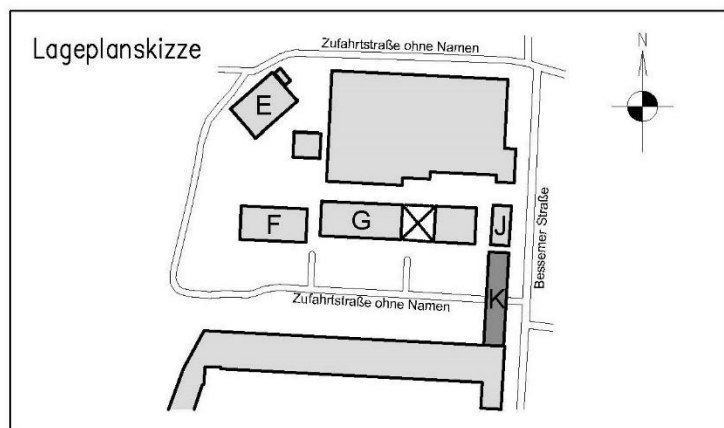 Lageplanskizze
Zufahrtstraße ohne Namen
N
E
F
G
J
Bessemer Straße
K
Zufahrtstraße ohne Namen